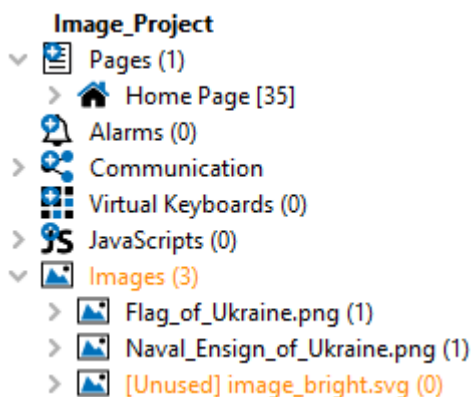 Image_Project
Pages (1)
Home Page [35]
Alarms (0)
Communication
Virtual Keyboards (0)
JS JavaScripts (0)
Images (3)
Flag_of_Ukraine.png (1)
Naval_Ensign_of_Ukraine.png (1)
[Unused] image_bright.svg (0)